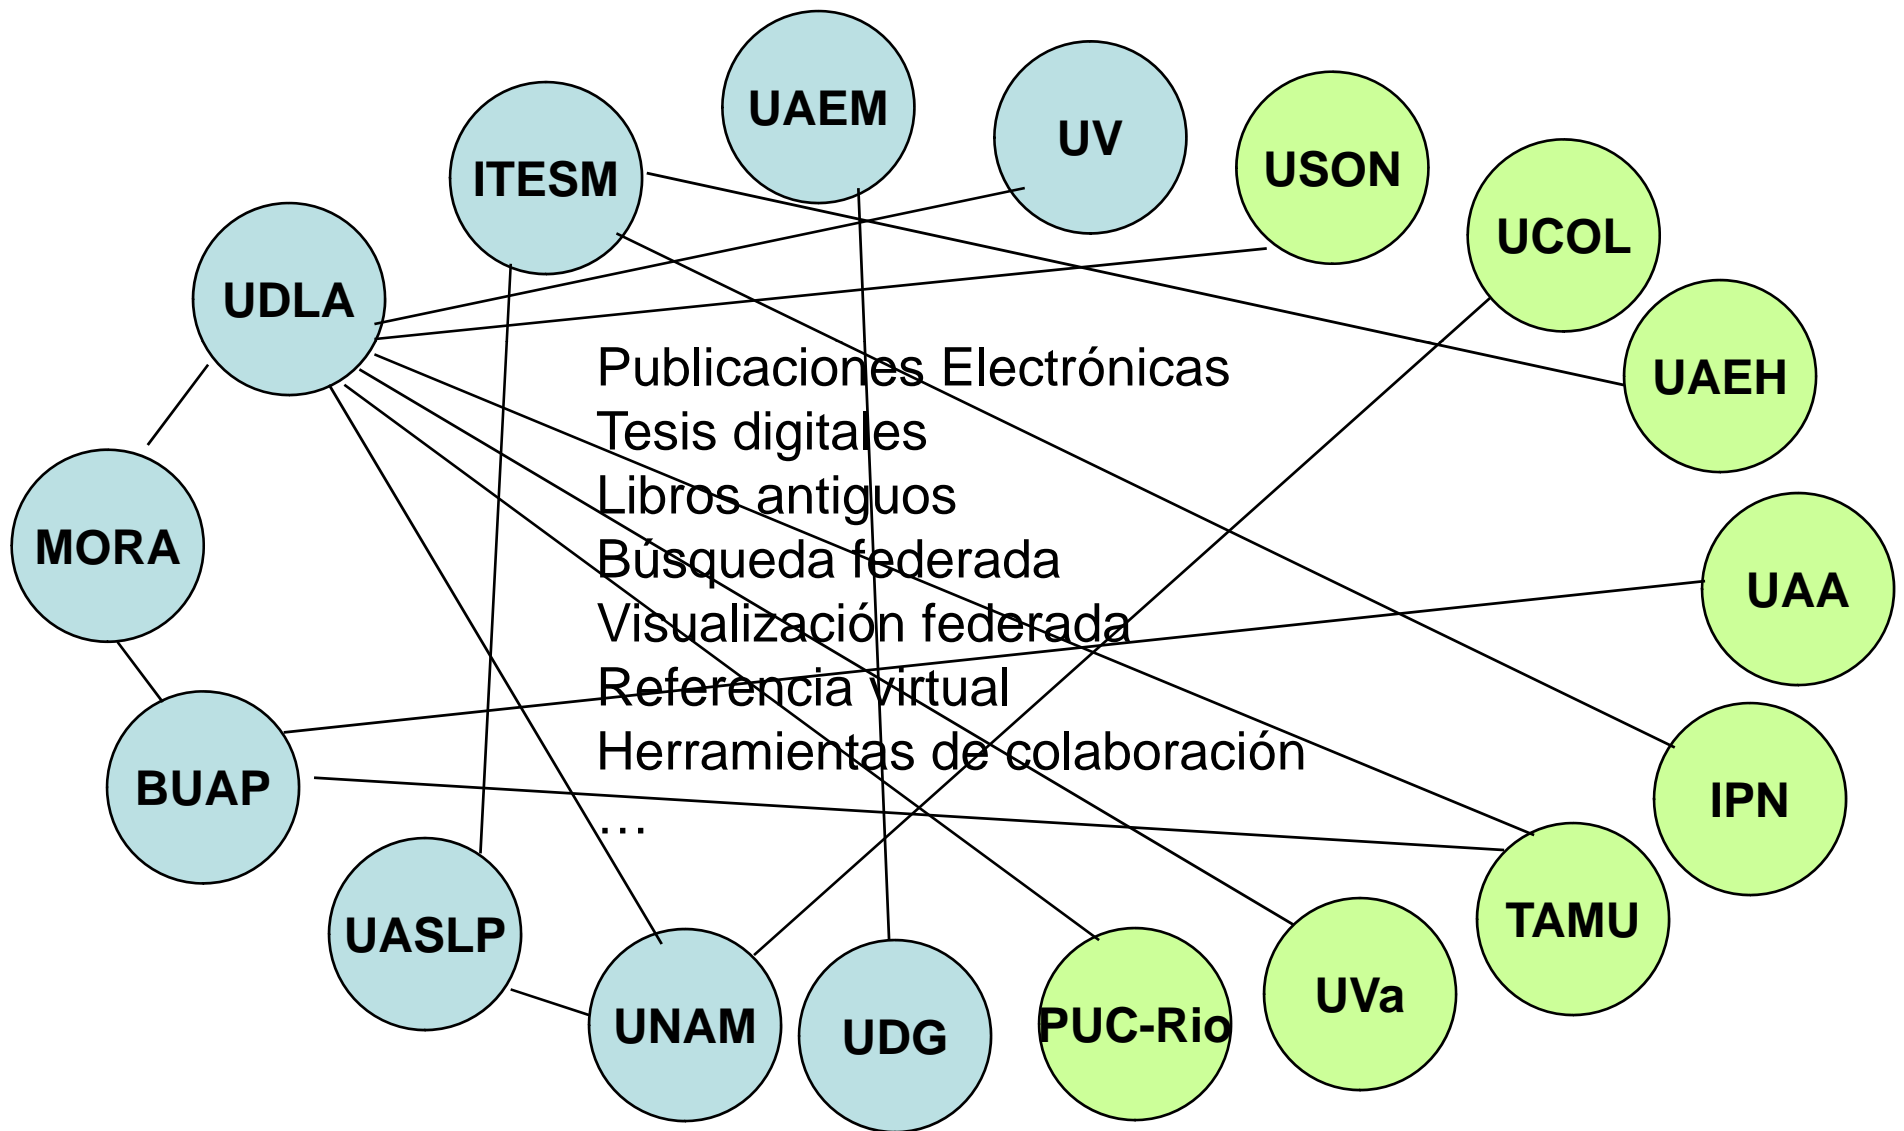 UAEM
UV
ITESM
USON
UCOL
UDLA
UAEH
Publicaciones Electrónicas
Tesis digitales
Libros antiguos
Búsqueda federada
Visualización federada
Referencia virtual
Herramientas de colaboración
…
MORA
UAA
BUAP
IPN
UASLP
TAMU
UNAM
UDG
PUC-Rio
UVa